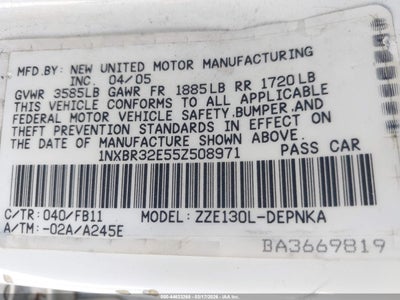 MFD.BY: NEW UNITED MOTOR MANUFACTURING
INC. 04/05
GVWR 3585LB GAWR FR 1885LB RR 1720LB
THIS VEHICLE CONFORMS TO ALL APPLICABLE
FEDERAL MOTOR VEHICLE SAFETY,BUMPER,AND
THEFT PREVENTION STANDARDS IN EFFECT ON
THE DATE OF MANUFACTURE SHOWN ABOVE.
1NXBR32E55Z508971 PASS CAR
C/TR:040/FB11 MODEL:ZZE130L-DEPNKA
A/TM:-02A/A245E
BA3669819